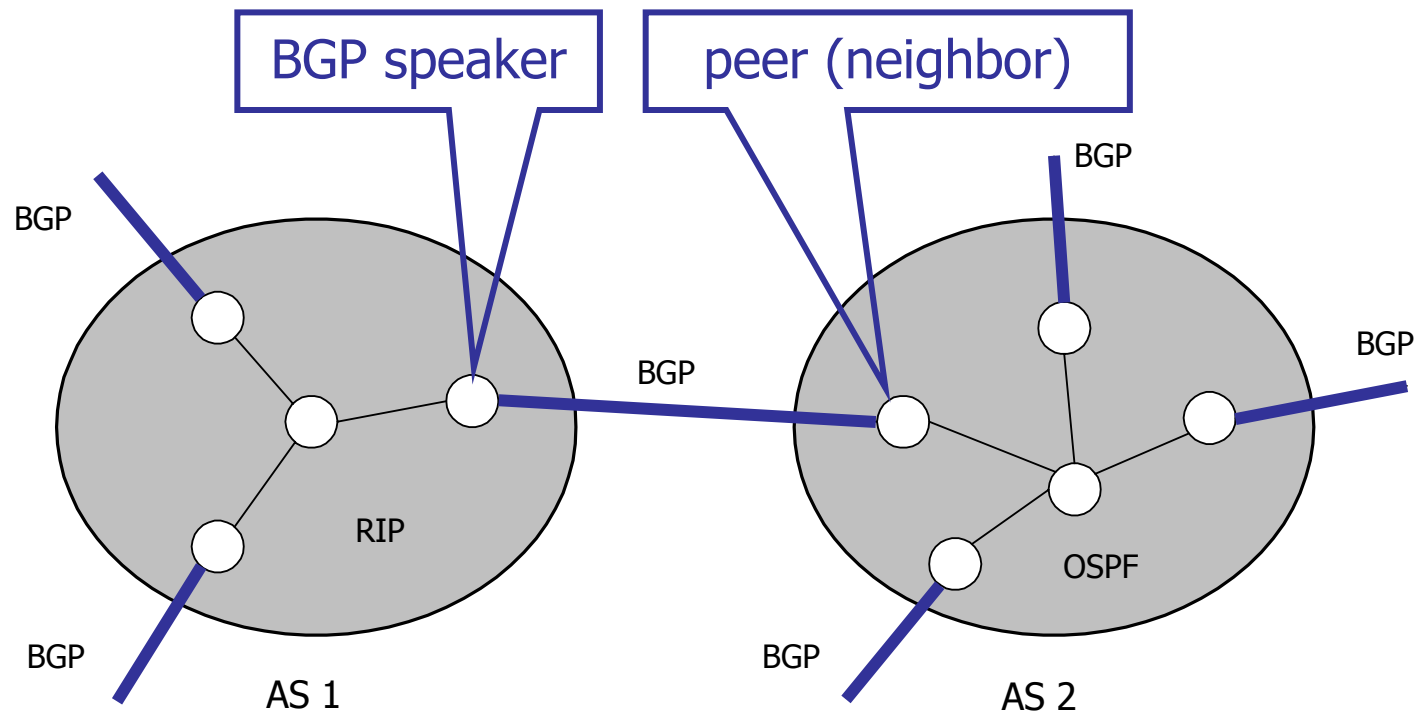 BGP speaker
peer (neighbor)
BGP
BGP
BGP
BGP
RIP
OSPF
BGP
BGP
AS 1
AS 2